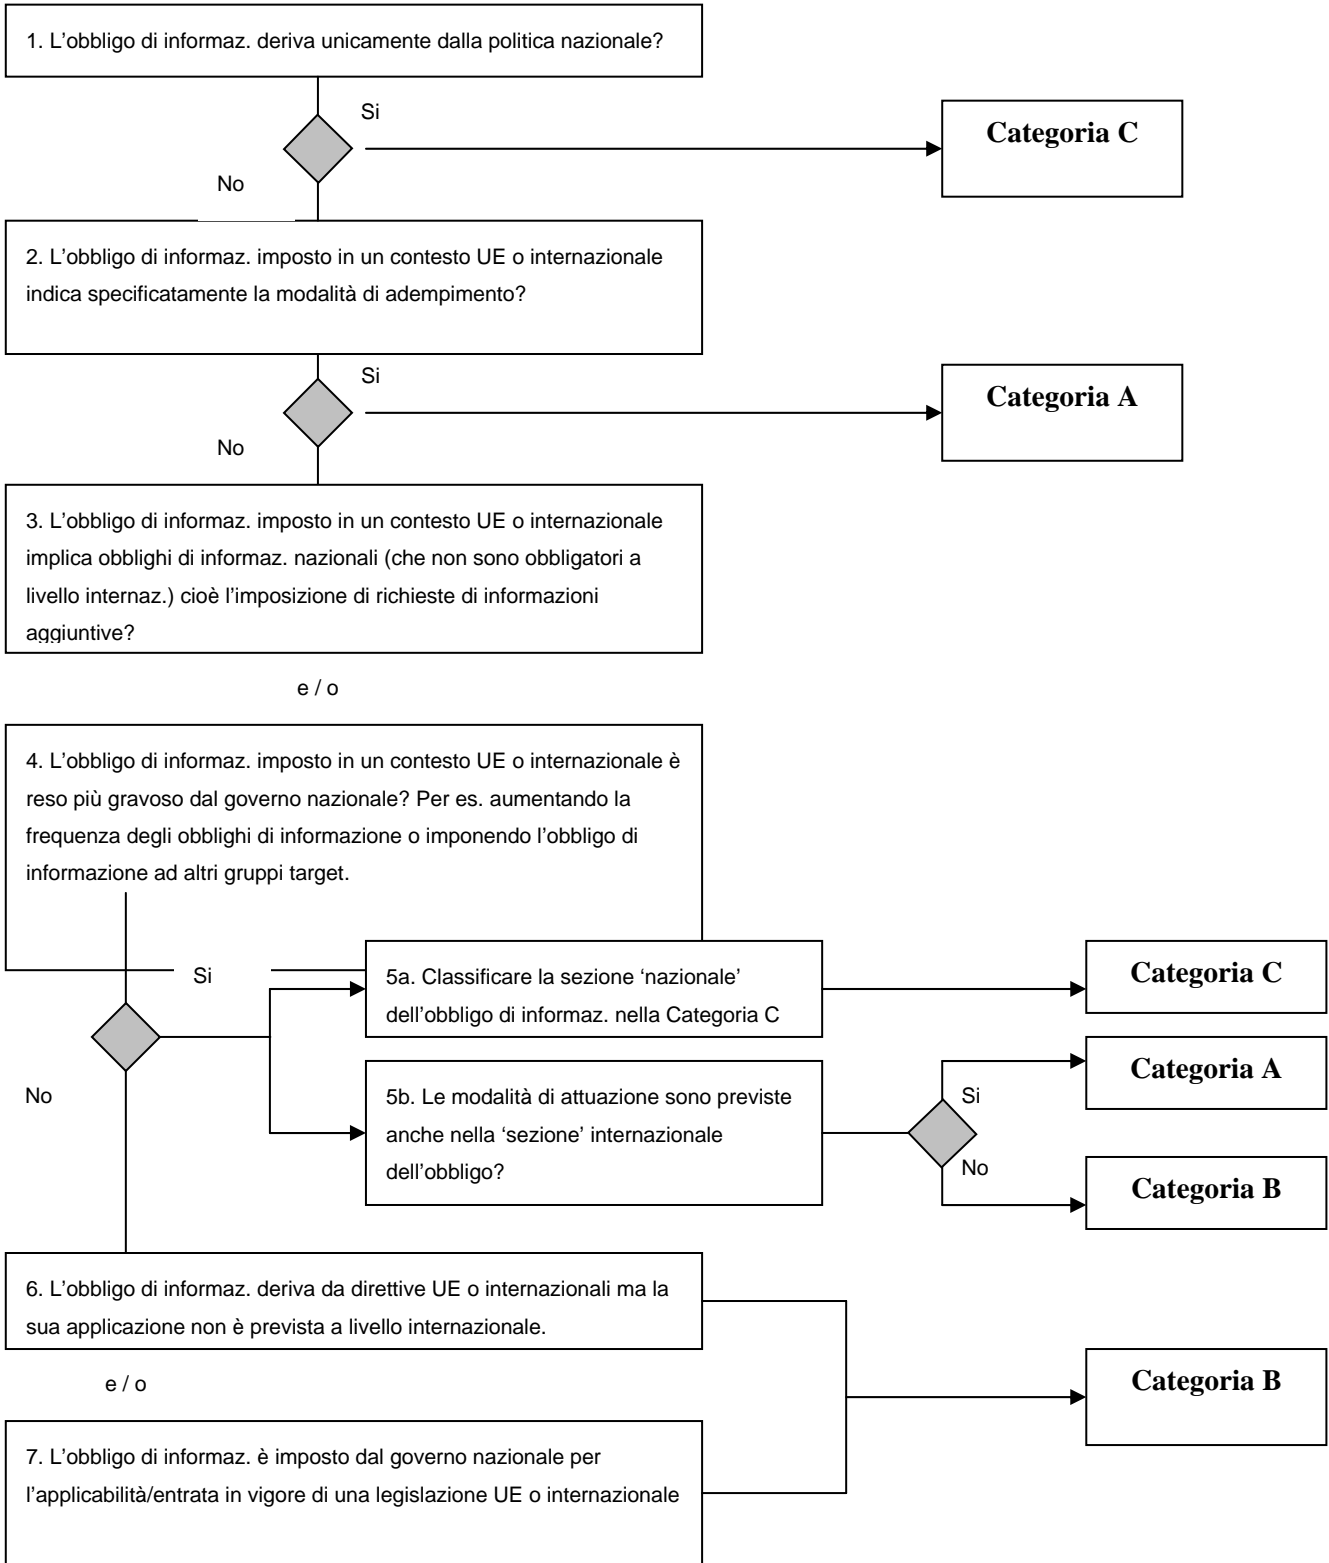 1. L’obbligo di informaz. deriva unicamente dalla politica nazionale?
Si
Categoria C
No
2. L’obbligo di informaz. imposto in un contesto UE o internazionale
indica specificatamente la modalità di adempimento?
Si
Categoria A
No
3. L’obbligo di informaz. imposto in un contesto UE o internazionale
implica obblighi di informaz. nazionali (che non sono obbligatori a
livello internaz.) cioè l’imposizione di richieste di informazioni
aggiuntive?
e / o
4. L’obbligo di informaz. imposto in un contesto UE o internazionale è
reso più gravoso dal governo nazionale? Per es. aumentando la
frequenza degli obblighi di informazione o imponendo l’obbligo di
informazione ad altri gruppi target.
Si
5a. Classificare la sezione ‘nazionale’
dell’obbligo di informaz. nella Categoria C
Categoria C
No
5b. Le modalità di attuazione sono previste
anche nella ‘sezione’ internazionale
dell’obbligo?
Si
Categoria A
No
Categoria B
6. L’obbligo di informaz. deriva da direttive UE o internazionali ma la
sua applicazione non è prevista a livello internazionale.
e / o
Categoria B
7. L’obbligo di informaz. è imposto dal governo nazionale per
l’applicabilità/entrata in vigore di una legislazione UE o internazionale